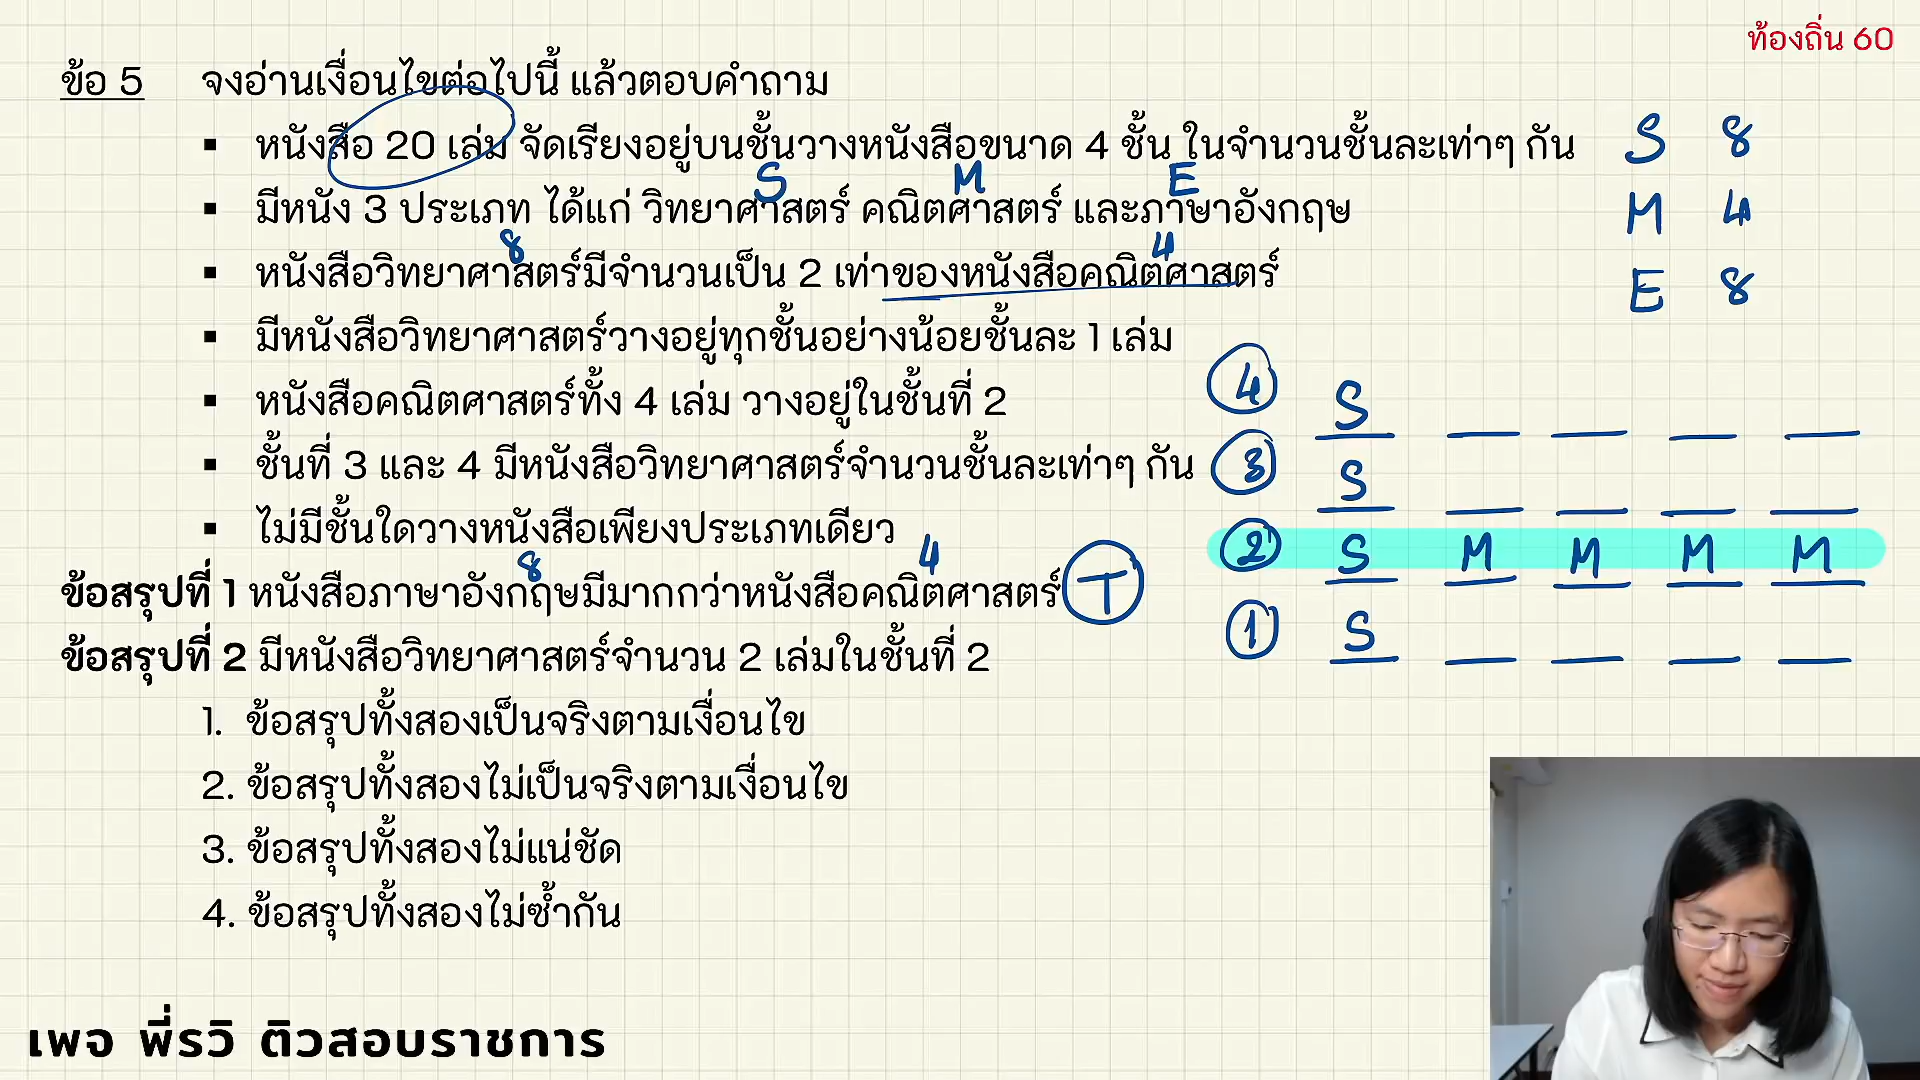 ท้องถิ่น 60
ข้อ 5 จงอ่านเงื่อนไขต่อไปนี้ แล้วตอบคำถาม
▪ หนังสือ 20 เล่ม จัดเรียงอยู่บนชั้นวางหนังสือขนาด 4 ชั้น ในจำนวนชั้นละเท่าๆ กัน
S 8
S M E
▪ มีหนัง 3 ประเภท ได้แก่ วิทยาศาสตร์ คณิตศาสตร์ และภาษาอังกฤษ
M 4
8 4
▪ หนังสือวิทยาศาสตร์มีจำนวนเป็น 2 เท่าของหนังสือคณิตศาสตร์
E 8
▪ มีหนังสือวิทยาศาสตร์วางอยู่ทุกชั้นอย่างน้อยชั้นละ 1 เล่ม
▪ หนังสือคณิตศาสตร์ทั้ง 4 เล่ม วางอยู่ในชั้นที่ 2
4 S
▪ ชั้นที่ 3 และ 4 มีหนังสือวิทยาศาสตร์จำนวนชั้นละเท่าๆ กัน
3 S
▪ ไม่มีชั้นใดวางหนังสือเพียงประเภทเดียว
2 S M M M M
8 4
ข้อสรุปที่ 1 หนังสือภาษาอังกฤษมีมากกว่าหนังสือคณิตศาสตร์ T
1 S
ข้อสรุปที่ 2 มีหนังสือวิทยาศาสตร์จำนวน 2 เล่มในชั้นที่ 2
1. ข้อสรุปทั้งสองเป็นจริงตามเงื่อนไข
2. ข้อสรุปทั้งสองไม่เป็นจริงตามเงื่อนไข
3. ข้อสรุปทั้งสองไม่แน่ชัด
4. ข้อสรุปทั้งสองไม่ซ้ำกัน
เพจ พี่รวิ ติวสอบราชการ